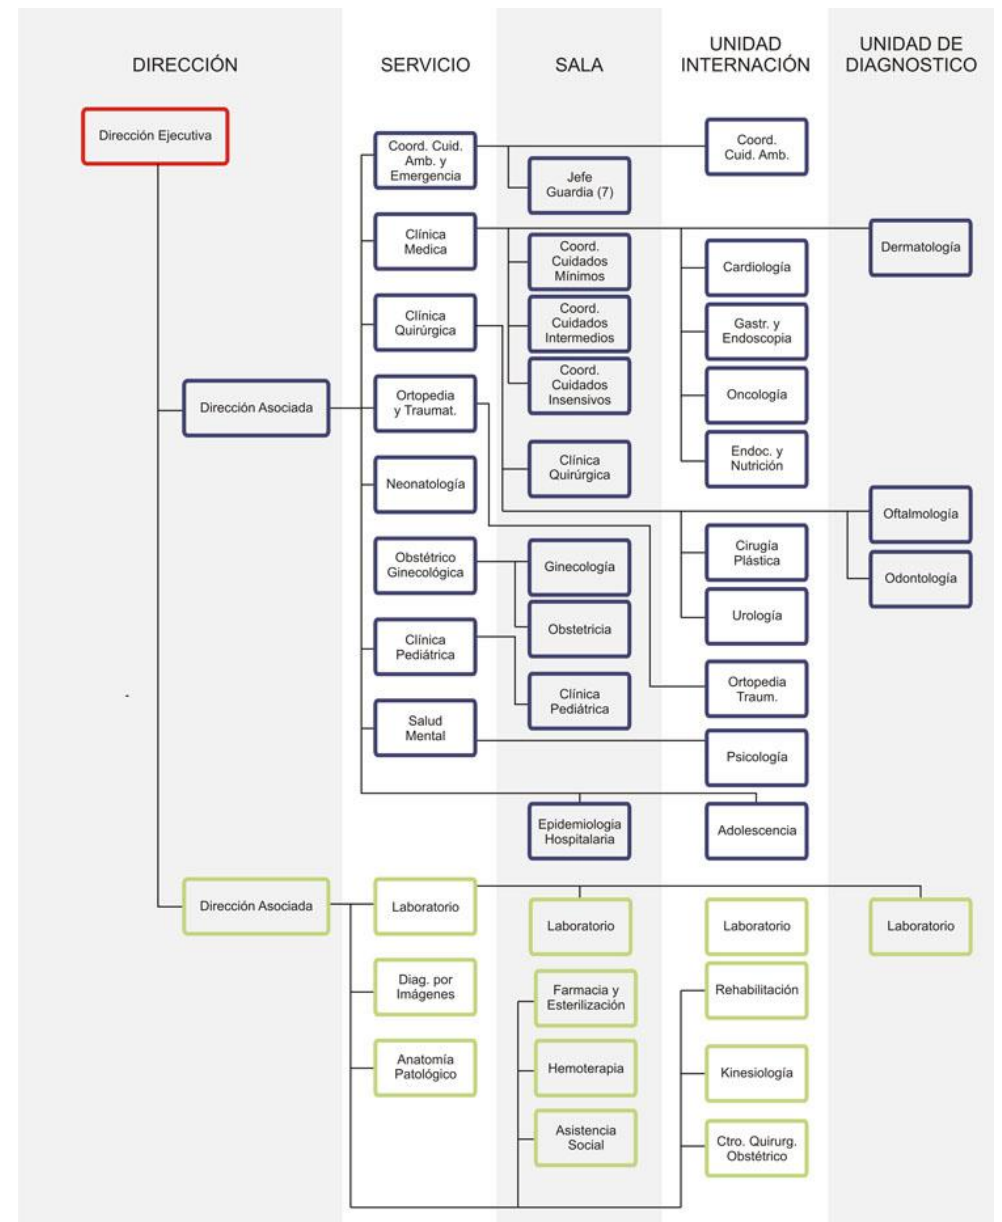 DIRECCIÓN
SERVICIO
SALA
UNIDAD
INTERNACIÓN
UNIDAD DE
DIAGNOSTICO
Dirección Ejecutiva
Dirección Asociada
Coord. Cuid.
Amb. y
Emergencia
Clínica
Medica
Clínica
Quirúrgica
Ortopedia
y Traumat.
Neonatología
Obstétrico
Ginecológica
Clínica
Pediátrica
Salud
Mental
Jefe
Guardia (7)
Coord.
Cuidados
Mínimos
Coord.
Cuidados
Intermedios
Coord.
Cuidados
Insensivos
Clínica
Quirúrgica
Ginecología
Obstetricia
Clínica
Pediátrica
Epidemiología
Hospitalaria
Coord.
Cuid. Amb.
Cardiología
Gastr. y
Endoscopia
Oncología
Endoc. y
Nutrición
Cirugía
Plástica
Urología
Ortopedia
Traum.
Psicología
Adolescencia
Dermatología
Oftalmología
Odontología
Dirección Asociada
Laboratorio
Diag. por
Imágenes
Anatomía
Patológico
Laboratorio
Farmacia y
Esterilización
Hemoterapia
Asistencia
Social
Laboratorio
Rehabilitación
Kinesiología
Ctro. Quirurg.
Obstétrico
Laboratorio